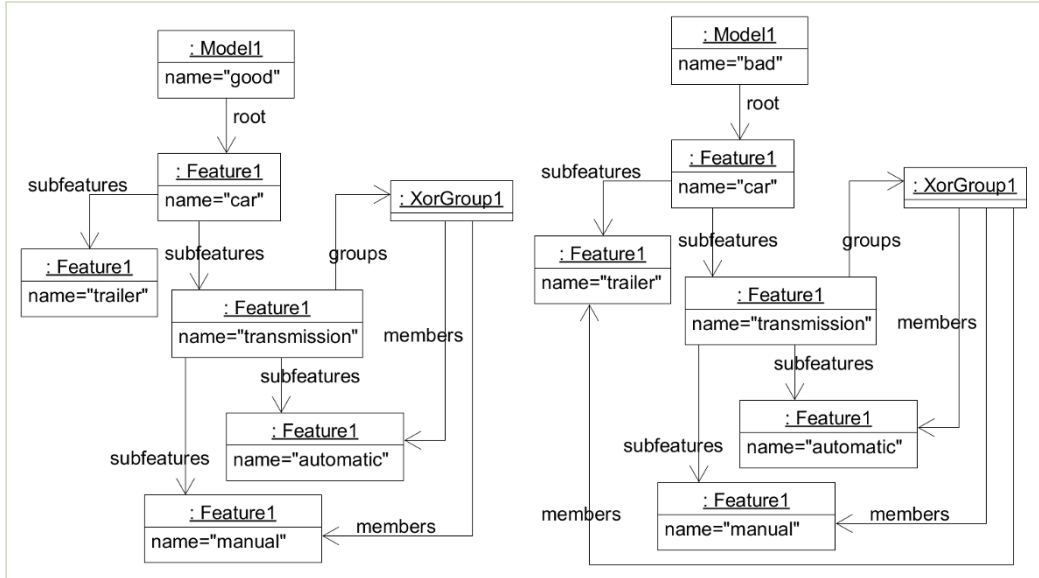 : Model1
name="good"
root
: Feature1
name="car"
subfeatures
: XorGroup1
subfeatures
groups
: Feature1
name="trailer"
: Feature1
name="transmission"
members
subfeatures
: Feature1
name="automatic"
subfeatures
: Feature1
name="manual"
members
: Model1
name="bad"
root
: Feature1
name="car"
subfeatures
: XorGroup1
subfeatures
groups
: Feature1
name="trailer"
: Feature1
name="transmission"
members
subfeatures
: Feature1
name="automatic"
subfeatures
: Feature1
name="manual"
members
members